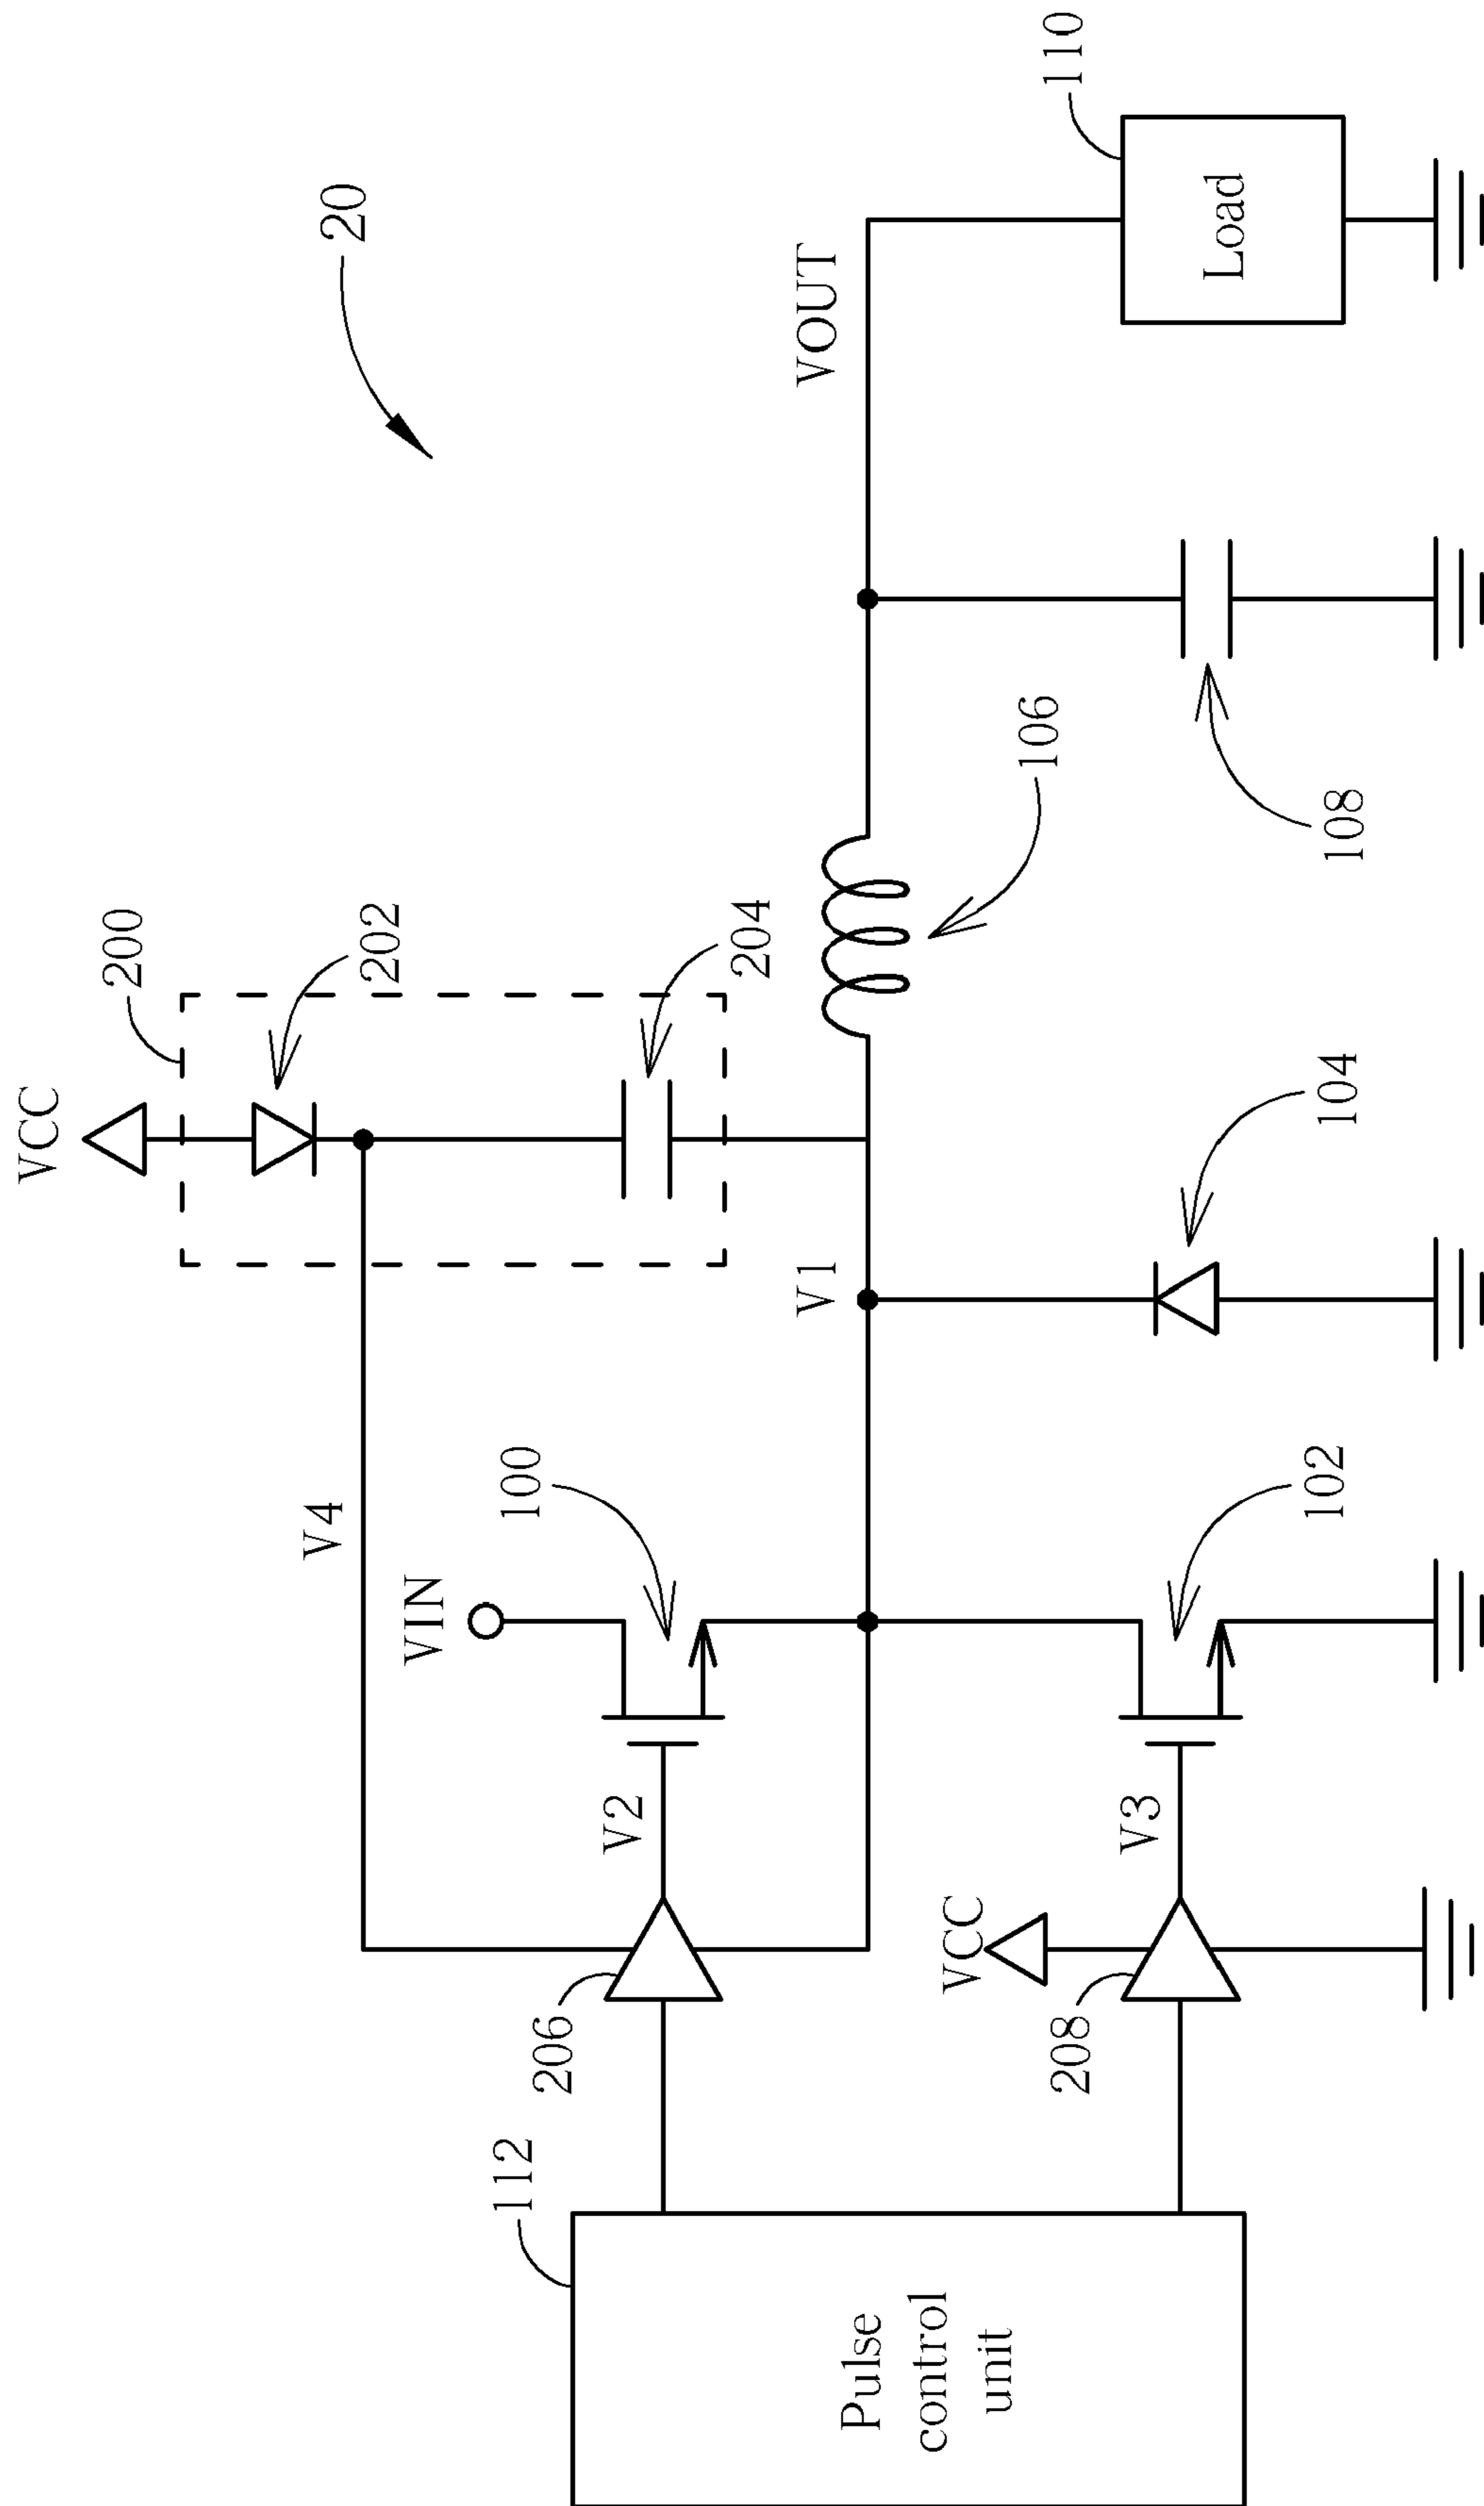 20
VCC
200
202
V4
204
VIN
100
206
V2
112
V1
VOUT
106
110
Pulse
control
unit
VCC
208
V3
102
104
108
Load